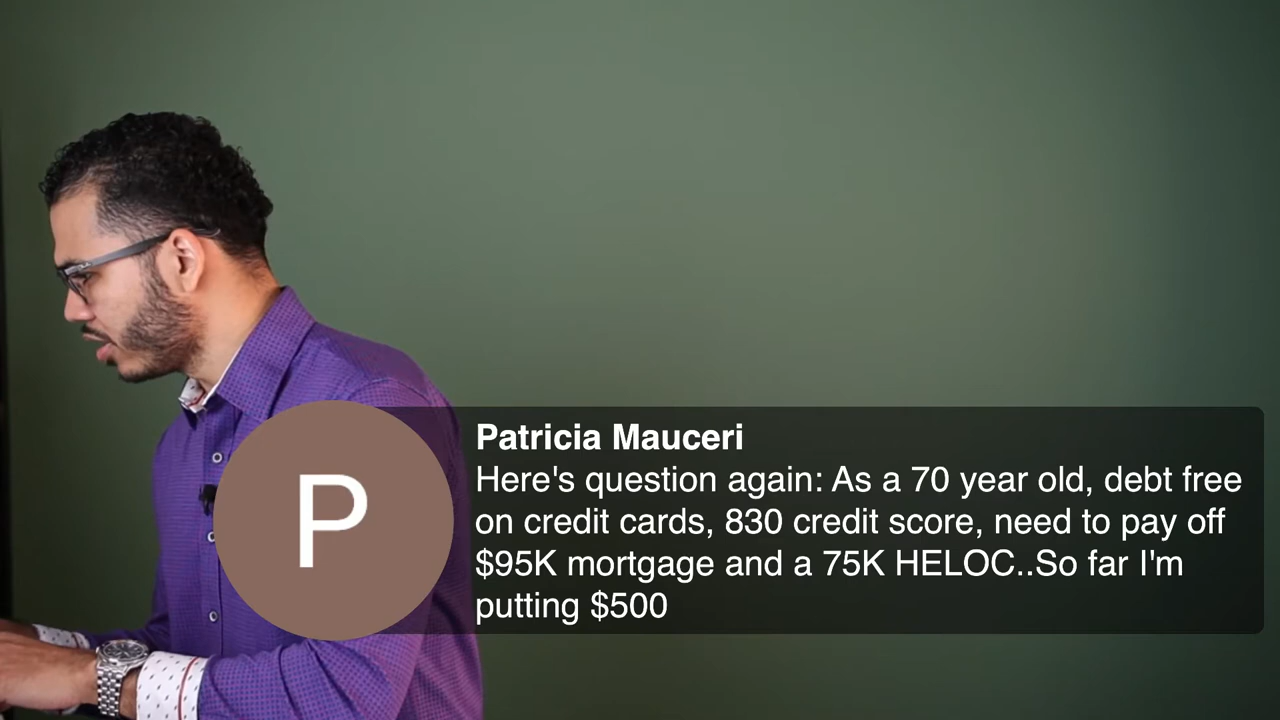 P
Patricia Mauceri
Here's question again: As a 70 year old, debt free
on credit cards, 830 credit score, need to pay off
$95K mortgage and a 75K HELOC..So far I'm
putting $500